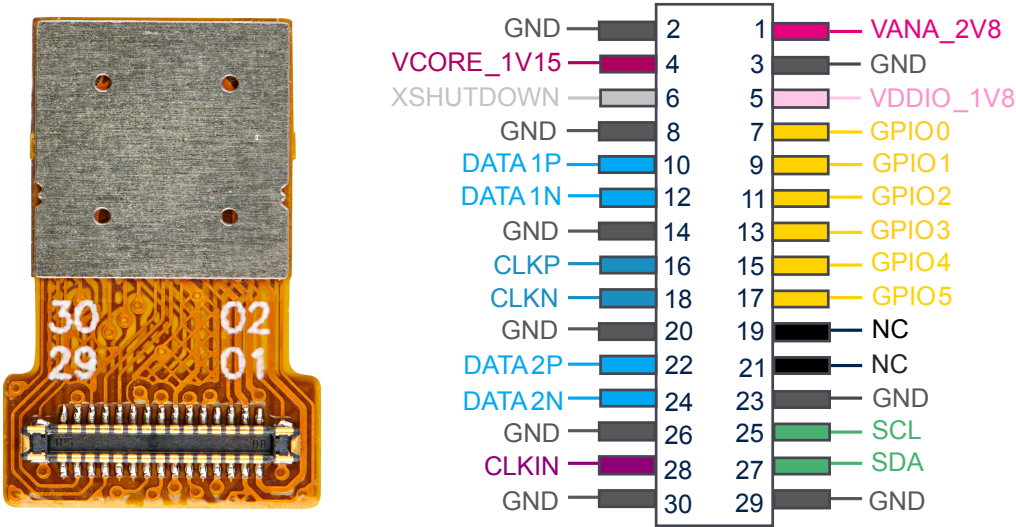 30 02
29 01
GND 2 1 VANA_2V8
VCORE_1V15 4 3 GND
XSHUTDOWN 6 5 VDDIO_1V8
GND 8 7 GPIO0
DATA1P 10 9 GPIO1
DATA1N 12 11 GPIO2
GND 14 13 GPIO3
CLKP 16 15 GPIO4
CLKN 18 17 GPIO5
GND 20 19 NC
DATA2P 22 21 NC
DATA2N 24 23 GND
GND 26 25 SCL
CLKIN 28 27 SDA
GND 30 29 GND